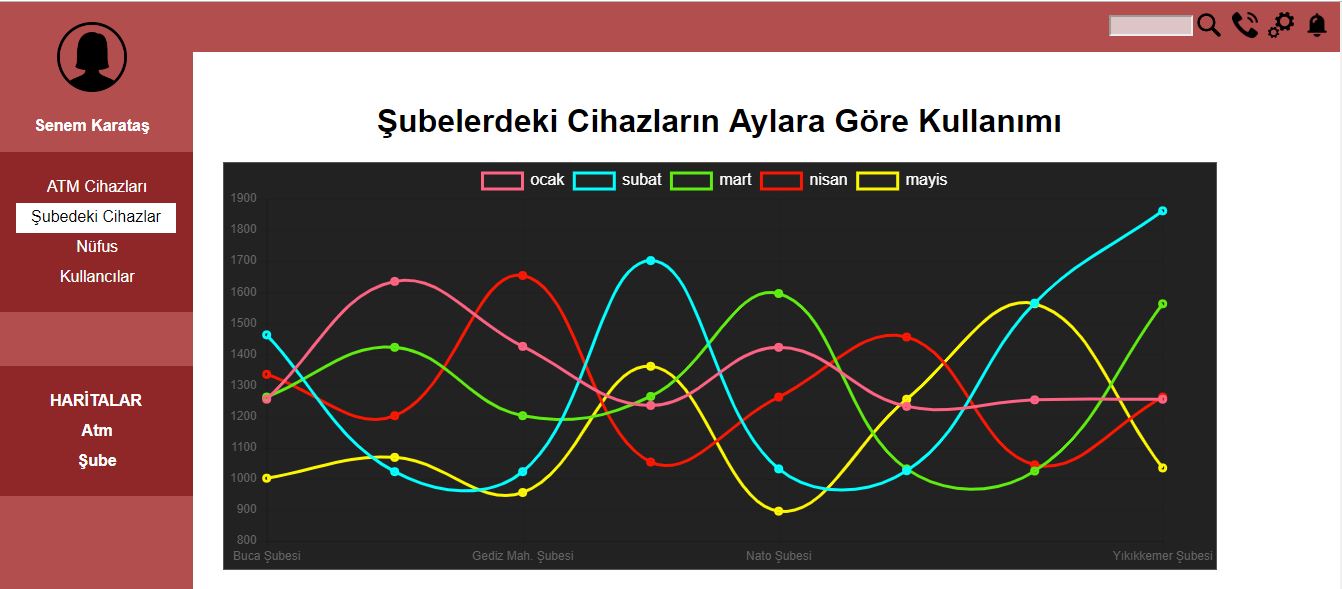 Senem Karataş
ATM Cihazları
Şubedeki Cihazlar
Nüfus
Kullancılar
HARİTALAR
Atm
Şube
Şubelerdeki Cihazların Aylara Göre Kullanımı
ocak subat mart nisan mayis
1900
1800
1700
1600
1500
1400
1300
1200
1100
1000
900
800
Buca Şubesi Gediz Mah. Şubesi Nato Şubesi Yıkıkkemer Şubesi